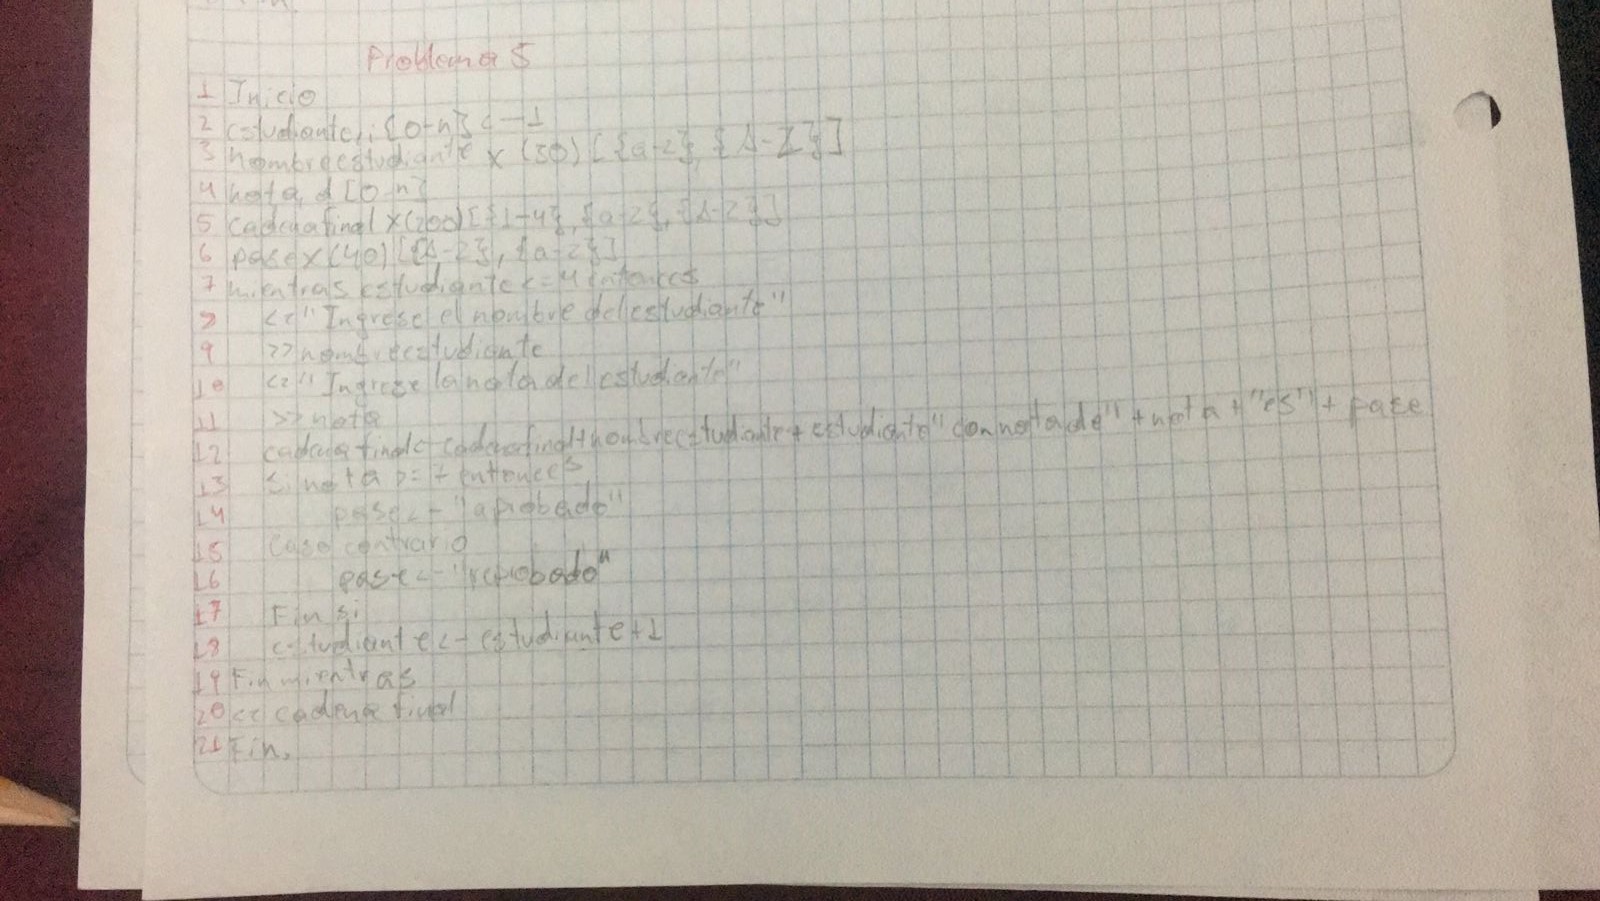 Problema 5
1 Inicio
2 estudiante, i {0-n} <-1
3 nombreestudiante x (30) [{a-z}, {A-Z}]
4 nota d [0-n]
5 cadenafinal x(200) [{1-4}, {a-z}, {A-Z}]
6 pase x(40) [{A-Z}, {a-z}]
7 mientras estudiante <= 4 entonces
8 << "Ingrese el nombre del estudiante"
9 >> nombreestudiante
10 << "Ingrese la nota del estudiante"
11 >> nota
12 cadenafinal< cadenafinal+nombreestudiante + estudiante" con nota de" + nota + "es" + pase
13 Si nota >= 7 entonces
14 pase <- "aprobado"
15 Caso contrario
16 pase <- "reprobado"
17 Fin si
18 estudiante <- estudiante+1
19 Fin mientras
20 << cadena final
21 Fin.